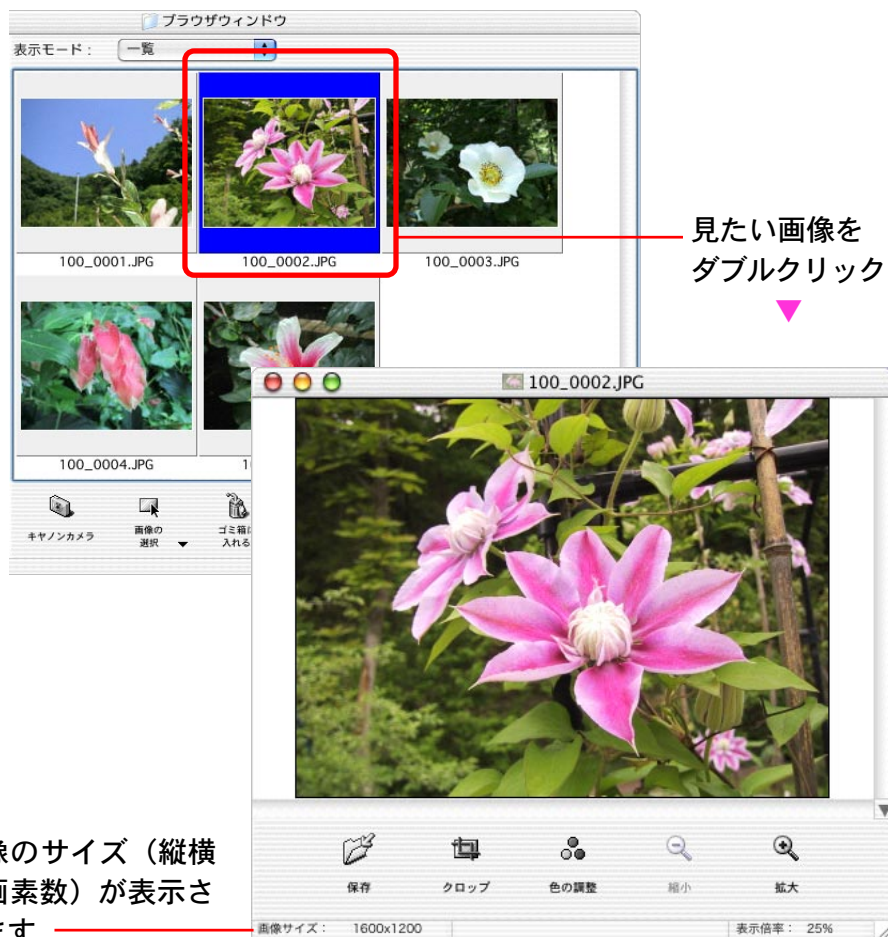 ブラウザウィンドウ
表示モード：
一覧
100_0001.JPG
100_0002.JPG
100_0003.JPG
見たい画像を
ダブルクリック
▼
100_0002.JPG
100_0004.JPG
キヤノンカメラ
画像の
選択
ゴミ箱
入れる
保存
クロップ
色の調整
縮小
拡大
のサイズ（縦横
画素数）が表示さ
ます
画像サイズ： 1600x1200
表示倍率： 25%